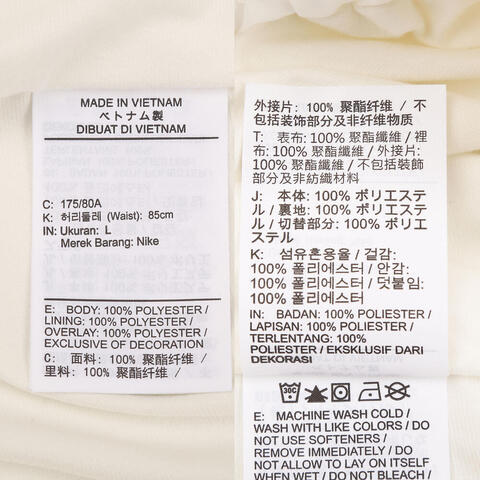 MADE IN VIETNAM
ベトナム製
DIBUAT DI VIETNAM
C: 175/80A
K: 허리둘레 (Waist): 85cm
IN: Ukuran: L
Merek Barang: Nike
E: BODY: 100% POLYESTER /
LINING: 100% POLYESTER /
OVERLAY: 100% POLYESTER /
EXCLUSIVE OF DECORATION
C: 面料: 100% 聚酯纤维 /
里料: 100% 聚酯纤维 /
外接片: 100% 聚酯纤维 / 不
包括装饰部分及非纤维物质
T: 表布: 100% 聚酯纖維 / 裡
布: 100% 聚酯纖維 / 外接片:
100% 聚酯纖維 / 不包括裝飾
部分及非紡織材料
J: 本体: 100% ポリエステ
ル / 裏地: 100% ポリエステ
ル / 切替部分: 100% ポリエ
ステル
K: 섬유혼용율 / 겉감:
100% 폴리에스터 / 안감:
100% 폴리에스터 / 덧붙임:
100% 폴리에스터
IN: BADAN: 100% POLIESTER /
LAPISAN: 100% POLIESTER /
TERLENTANG: 100%
POLIESTER / EKSKLUSIF DARI
DEKORASI
30C
E: MACHINE WASH COLD /
WASH WITH LIKE COLORS / DO
NOT USE SOFTENERS /
REMOVE IMMEDIATELY / DO
NOT ALLOW TO LAY ON ITSELF
WHEN WET / DO NOT BLEACH /